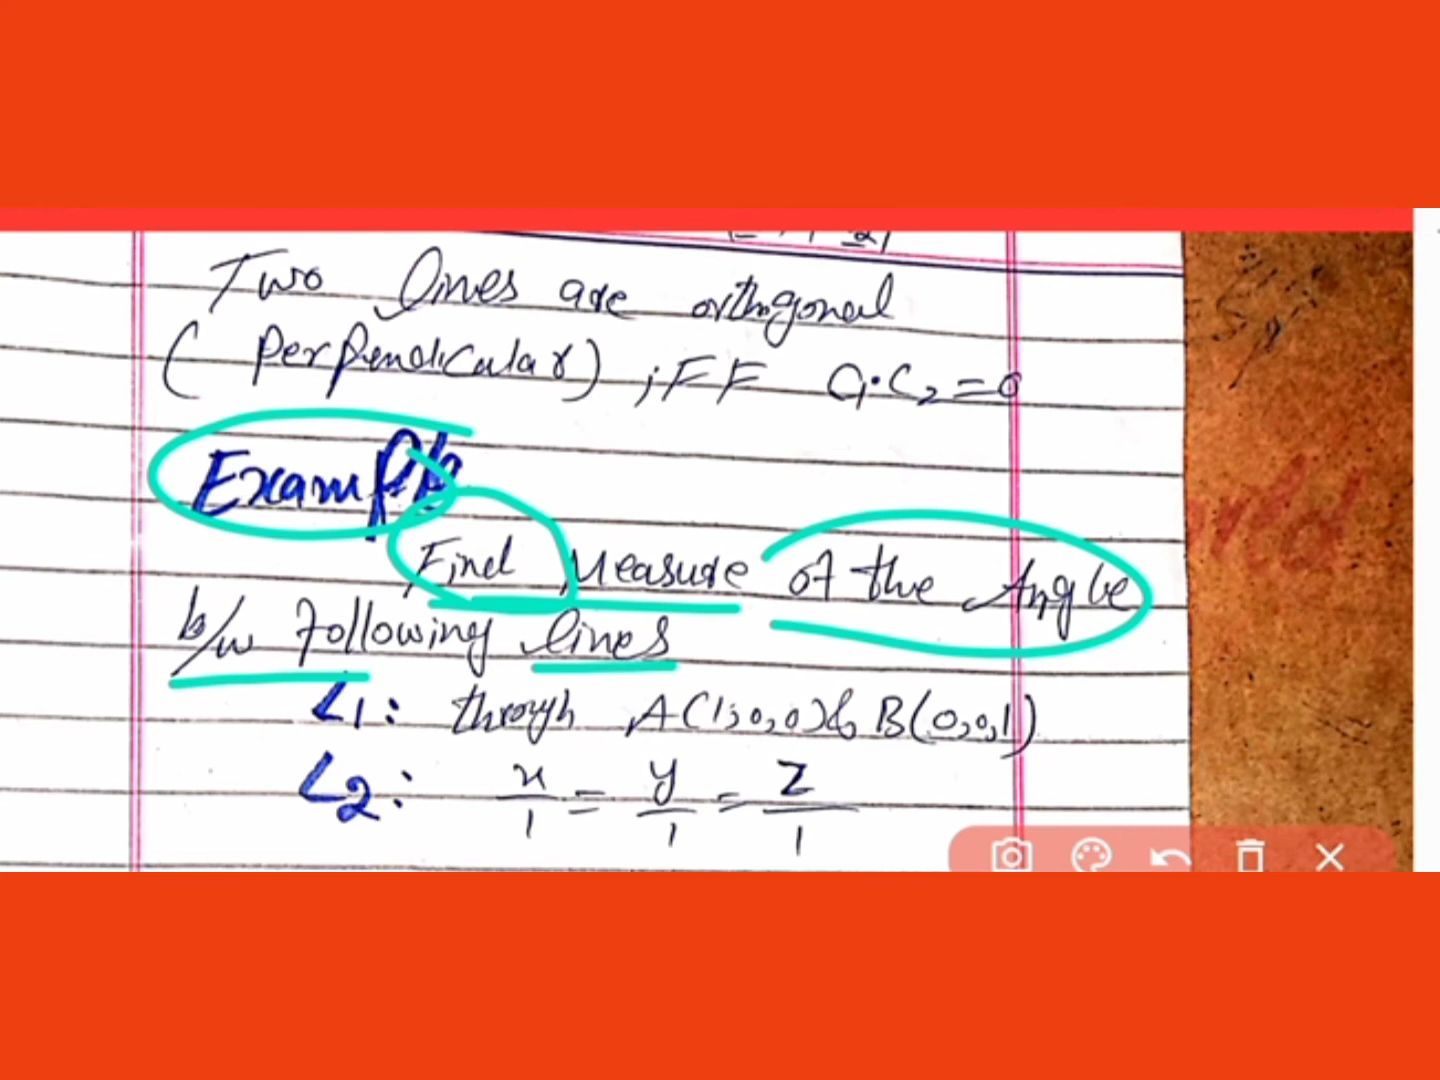 Two lines are orthogonal
(perpendicular) iFF C₁·C₂=0
Example
Find Measure of the Angle
b/w following lines
L1: through A(1,0,0)& B(0,0,1)
L2: x/1 = y/1 = z/1